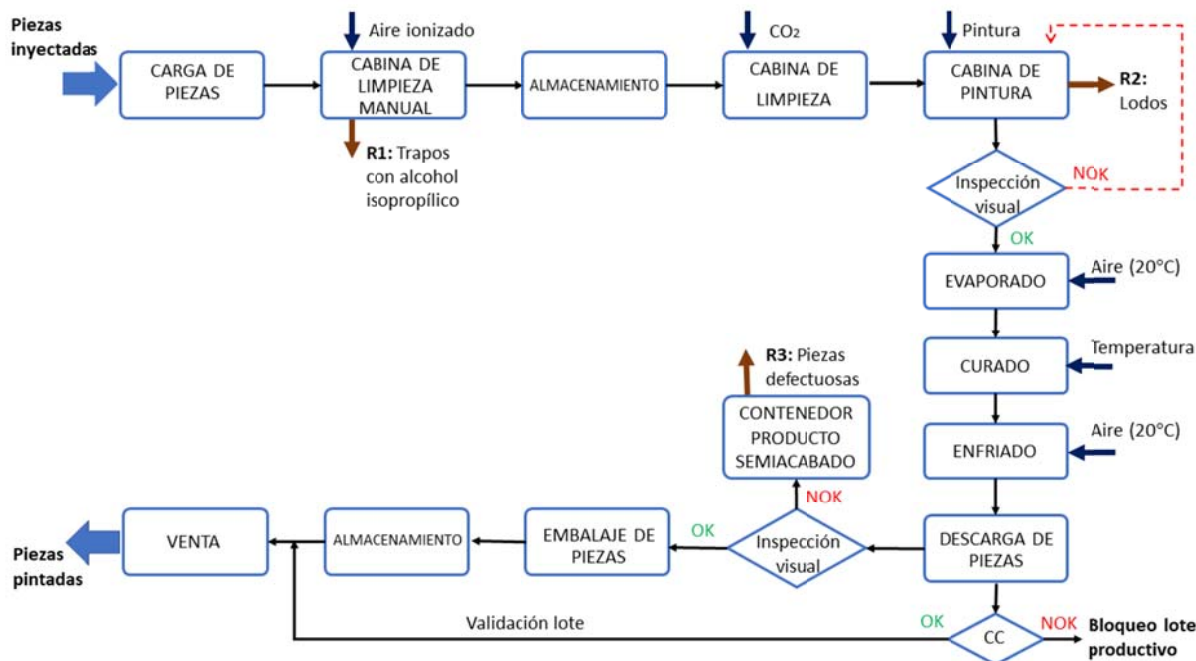 Piezas
inyectadas
CARGA DE
PIEZAS
Aire ionizado
CABINA DE
LIMPIEZA
MANUAL
R1: Trapos
con alcohol
isopropílico
ALMACENAMIENTO
CO₂
CABINA DE
LIMPIEZA
Pintura
CABINA DE
PINTURA
R2:
Lodos
Inspección
visual
NOK
OK
EVAPORADO
Aire (20°C)
CURADO
Temperatura
ENFRIADO
Aire (20°C)
DESCARGA DE
PIEZAS
R3: Piezas
defectuosas
CONTENEDOR
PRODUCTO
SEMIACABADO
NOK
Inspección
visual
OK
EMBALAJE DE
PIEZAS
ALMACENAMIENTO
VENTA
Piezas
pintadas
Validación lote
OK
CC
NOK
Bloqueo lote
productivo